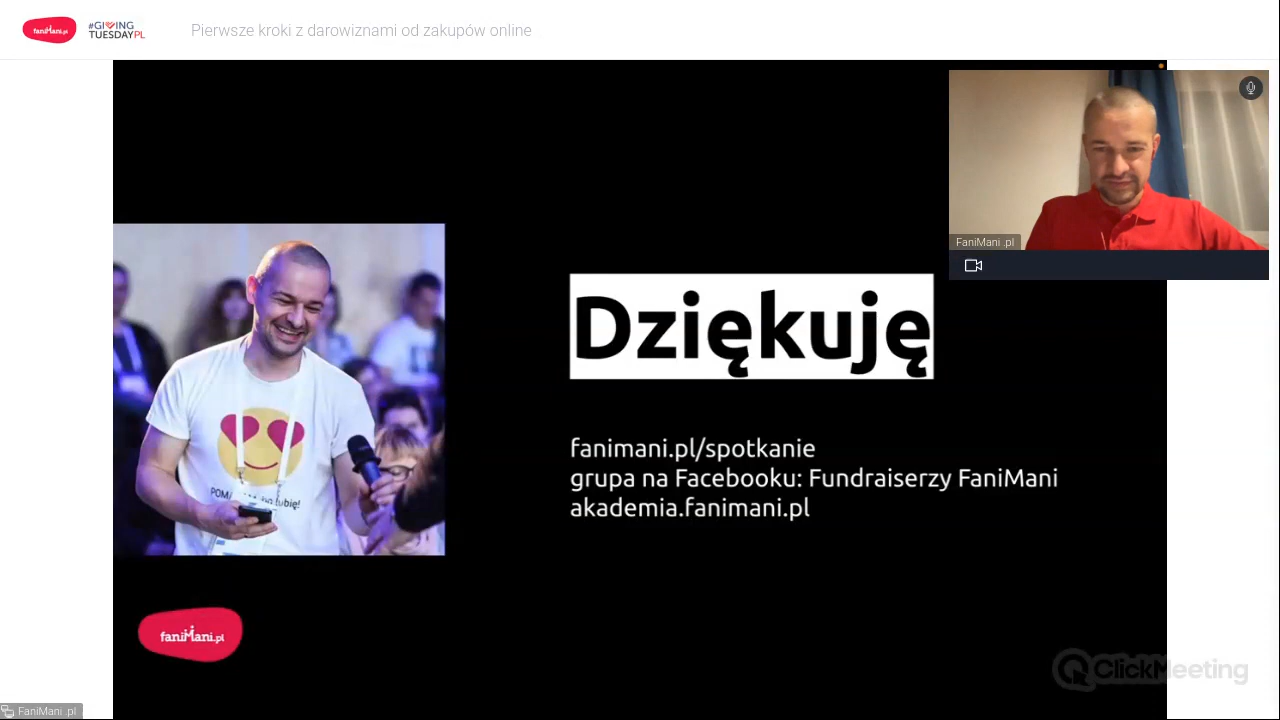 faniMani.pl
#GIVING
TUESDAYPL
Pierwsze kroki z darowiznami od zakupów online
FaniMani .pl
Dziękuję
fanimani.pl/spotkanie
grupa na Facebooku: Fundraiserzy FaniMani
akademia.fanimani.pl
faniMani.pl
ClickMeeting
FaniMani .pl